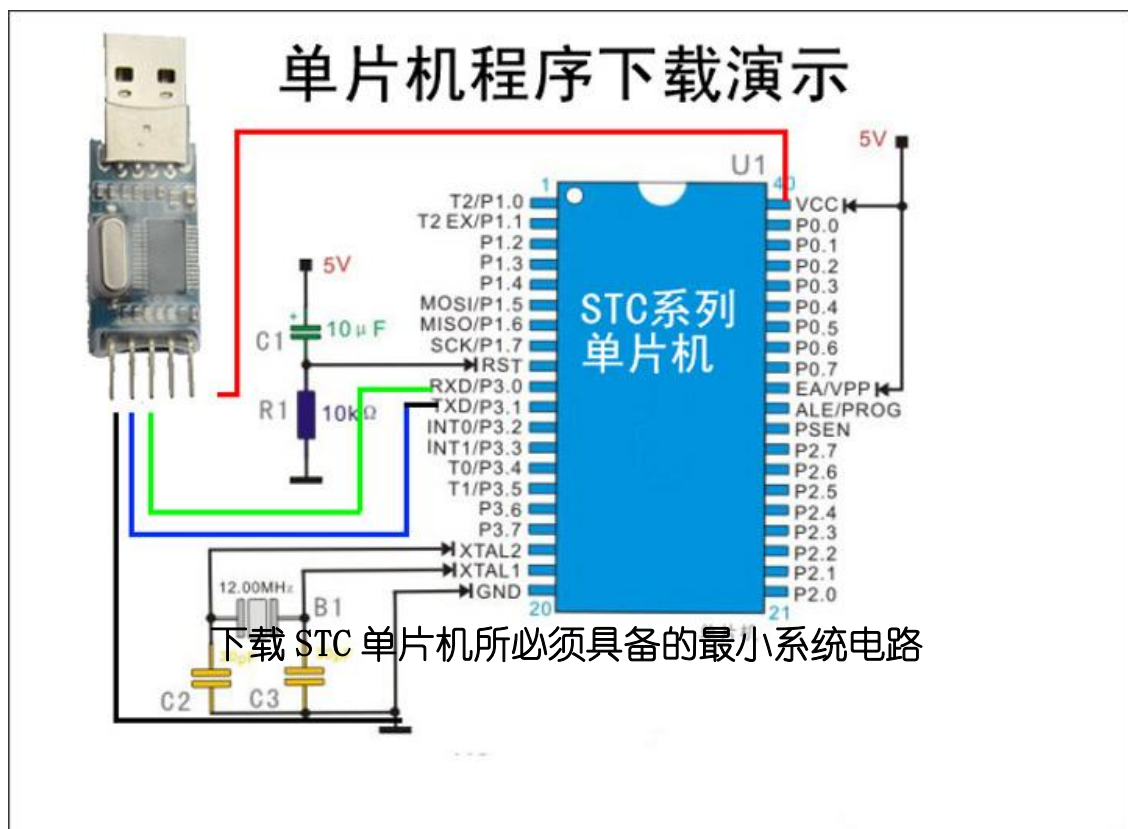 单片机程序下载演示
5V
U1
1
40
T2/P1.0
T2 EX/P1.1
P1.2
P1.3
P1.4
MOSI/P1.5
MISO/P1.6
SCK/P1.7
RST
RXD/P3.0
TXD/P3.1
INT0/P3.2
INT1/P3.3
T0/P3.4
T1/P3.5
P3.6
P3.7
XTAL2
XTAL1
GND
20
STC系列
单片机
VCC
P0.0
P0.1
P0.2
P0.3
P0.4
P0.5
P0.6
P0.7
EA/VPP
ALE/PROG
PSEN
P2.7
P2.6
P2.5
P2.4
P2.3
P2.2
P2.1
P2.0
21
5V
C1
10μF
R1
10kΩ
12.00MHz
B1
下载 STC 单片机所必须具备的最小系统电路
C2
C3